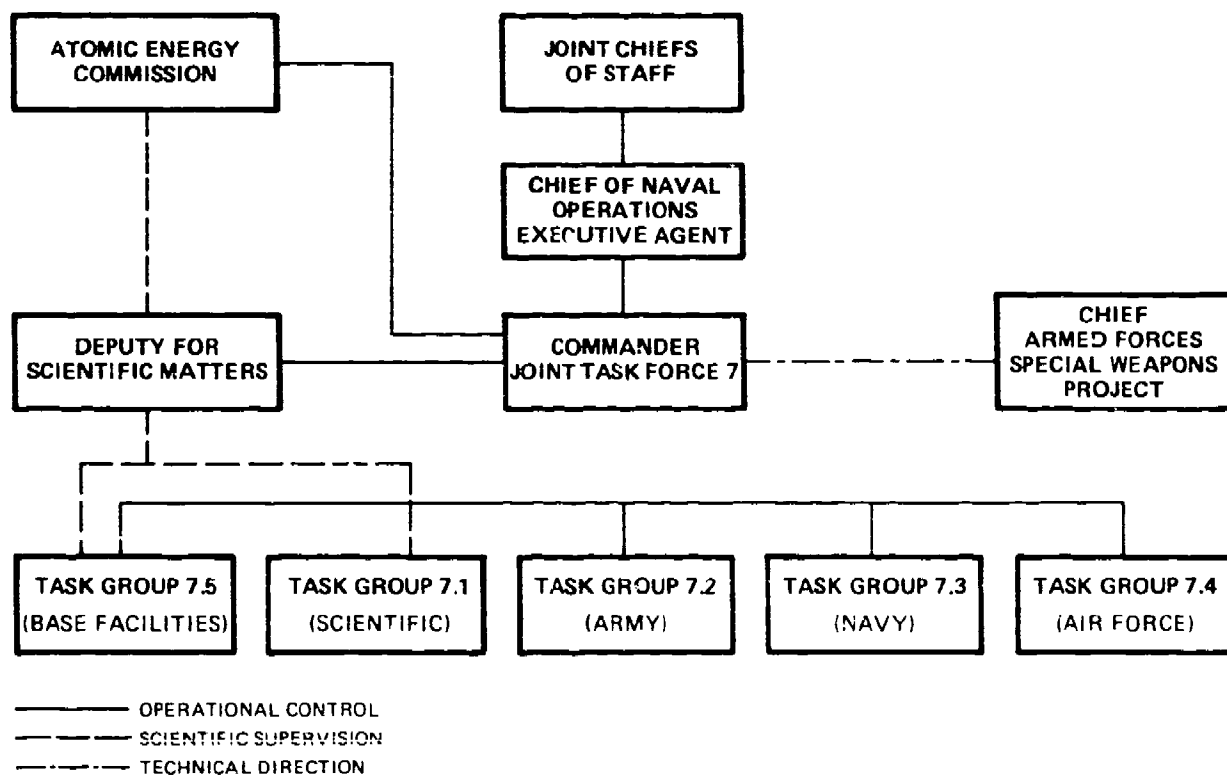 ATOMIC ENERGY
COMMISSION
JOINT CHIEFS
OF STAFF
CHIEF OF NAVAL
OPERATIONS
EXECUTIVE AGENT
DEPUTY FOR
SCIENTIFIC MATTERS
COMMANDER
JOINT TASK FORCE 7
CHIEF
ARMED FORCES
SPECIAL WEAPONS
PROJECT
TASK GROUP 7.5
(BASE FACILITIES)
TASK GROUP 7.1
(SCIENTIFIC)
TASK GROUP 7.2
(ARMY)
TASK GROUP 7.3
(NAVY)
TASK GROUP 7.4
(AIR FORCE)
OPERATIONAL CONTROL
SCIENTIFIC SUPERVISION
TECHNICAL DIRECTION